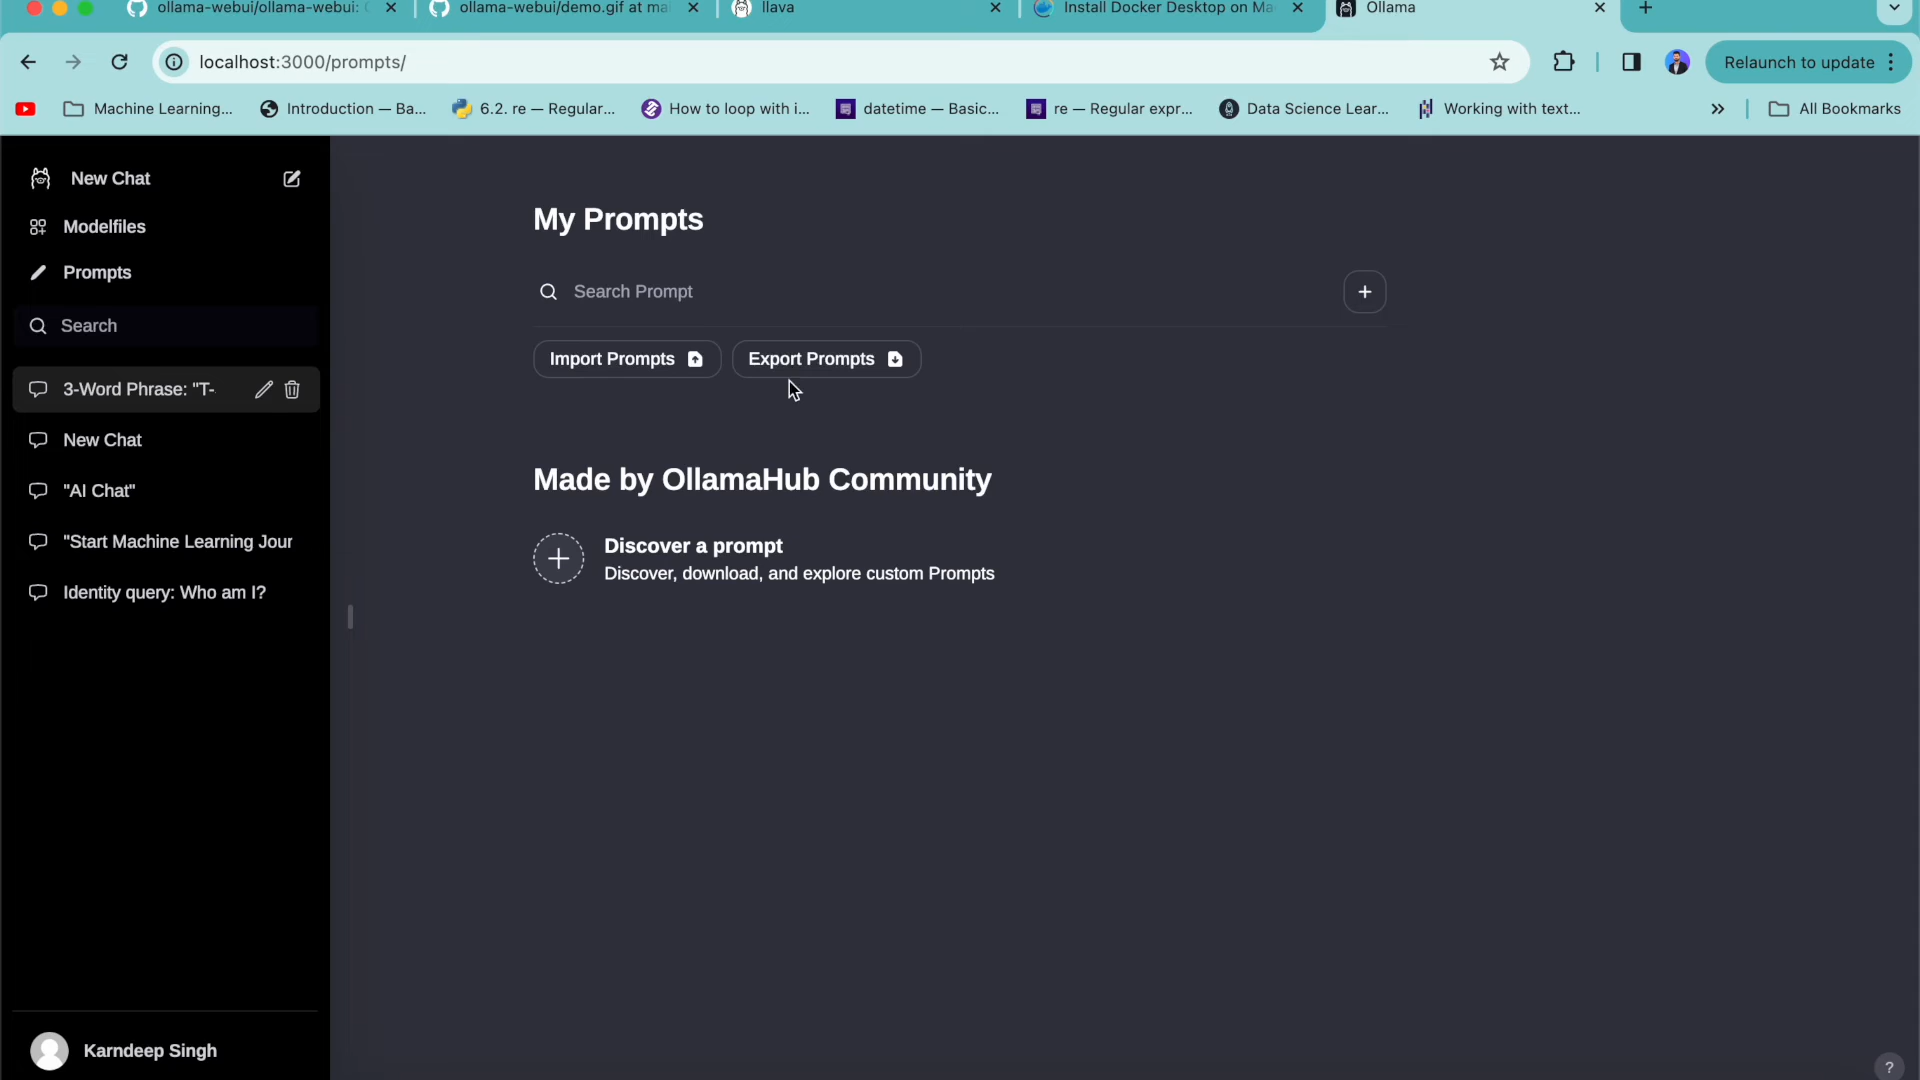 ollama-webui/ollama-webui:
ollama-webui/demo.gif at mai
llava
Install Docker Desktop on Ma
Ollama
localhost:3000/prompts/
Relaunch to update
Machine Learning...
Introduction — Ba...
6.2. re — Regular...
How to loop with i...
datetime — Basic...
re — Regular expr...
Data Science Lear...
Working with text...
All Bookmarks
New Chat
Modelfiles
Prompts
Search
3-Word Phrase: "T-
New Chat
"AI Chat"
"Start Machine Learning Jour
Identity query: Who am I?
Karndeep Singh
My Prompts
Search Prompt
Import Prompts
Export Prompts
Made by OllamaHub Community
Discover a prompt
Discover, download, and explore custom Prompts
?